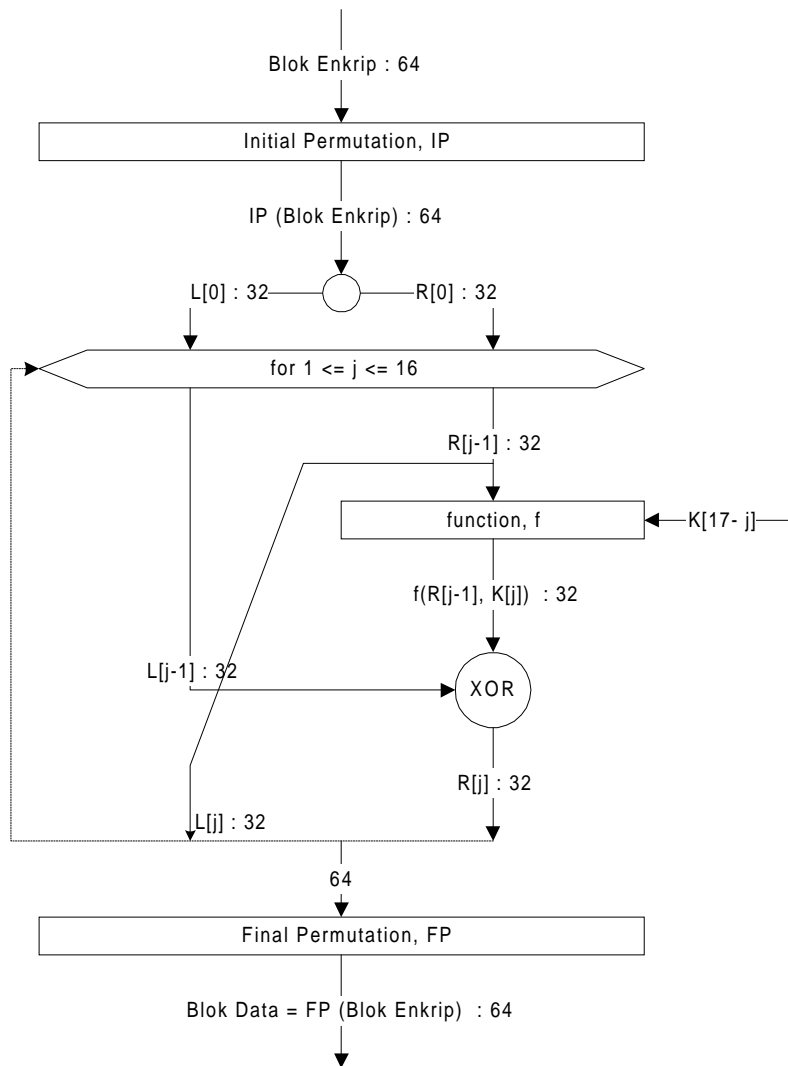 Blok Enkrip : 64
Initial Permutation, IP
IP (Blok Enkrip) : 64
L[0] : 32
R[0] : 32
for 1 <= j <= 16
R[j-1] : 32
function, f
K[17- j]
f(R[j-1], K[j]) : 32
L[j-1] : 32
XOR
R[j] : 32
L[j] : 32
64
Final Permutation, FP
Blok Data = FP (Blok Enkrip) : 64